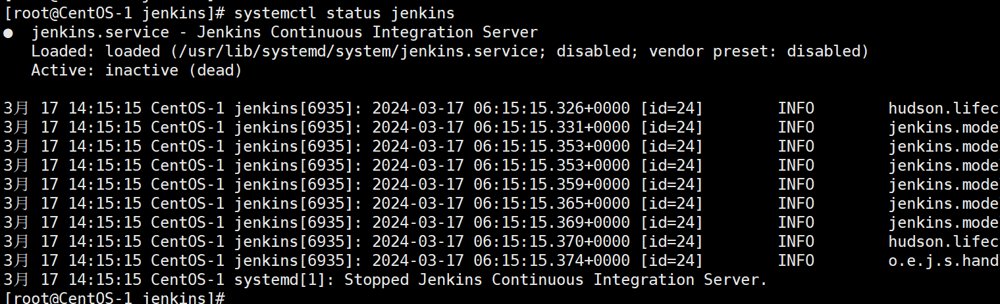 [root@CentOS-1 jenkins]# systemctl status jenkins
● jenkins.service - Jenkins Continuous Integration Server
   Loaded: loaded (/usr/lib/systemd/system/jenkins.service; disabled; vendor preset: disabled)
   Active: inactive (dead)
3月 17 14:15:15 CentOS-1 jenkins[6935]: 2024-03-17 06:15:15.326+0000 [id=24]        INFO        hudson.lifec
3月 17 14:15:15 CentOS-1 jenkins[6935]: 2024-03-17 06:15:15.331+0000 [id=24]        INFO        jenkins.mode
3月 17 14:15:15 CentOS-1 jenkins[6935]: 2024-03-17 06:15:15.353+0000 [id=24]        INFO        jenkins.mode
3月 17 14:15:15 CentOS-1 jenkins[6935]: 2024-03-17 06:15:15.353+0000 [id=24]        INFO        jenkins.mode
3月 17 14:15:15 CentOS-1 jenkins[6935]: 2024-03-17 06:15:15.359+0000 [id=24]        INFO        jenkins.mode
3月 17 14:15:15 CentOS-1 jenkins[6935]: 2024-03-17 06:15:15.365+0000 [id=24]        INFO        jenkins.mode
3月 17 14:15:15 CentOS-1 jenkins[6935]: 2024-03-17 06:15:15.369+0000 [id=24]        INFO        jenkins.mode
3月 17 14:15:15 CentOS-1 jenkins[6935]: 2024-03-17 06:15:15.370+0000 [id=24]        INFO        hudson.lifec
3月 17 14:15:15 CentOS-1 jenkins[6935]: 2024-03-17 06:15:15.374+0000 [id=24]        INFO        o.e.j.s.hand
3月 17 14:15:15 CentOS-1 systemd[1]: Stopped Jenkins Continuous Integration Server.
[root@CentOS-1 jenkins]#